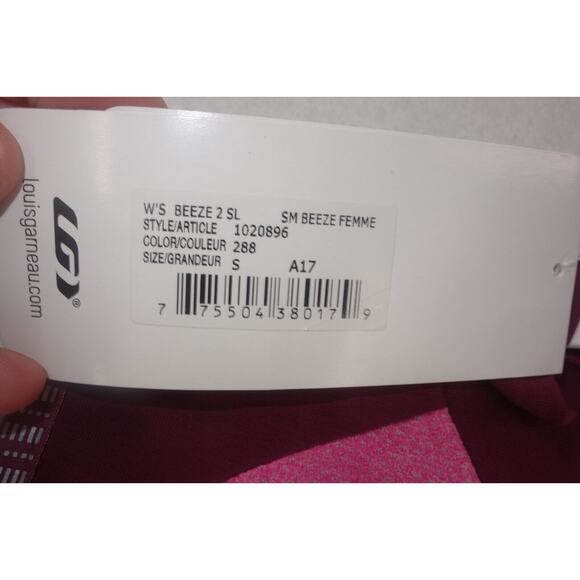 W'S BEEZE 2 SL SM BEEZE FEMME
STYLE/ARTICLE 1020896
COLOR/COULEUR 288
SIZE/GRANDEUR S A17
7 75504 38017 9
LG®
louisgarneau.com